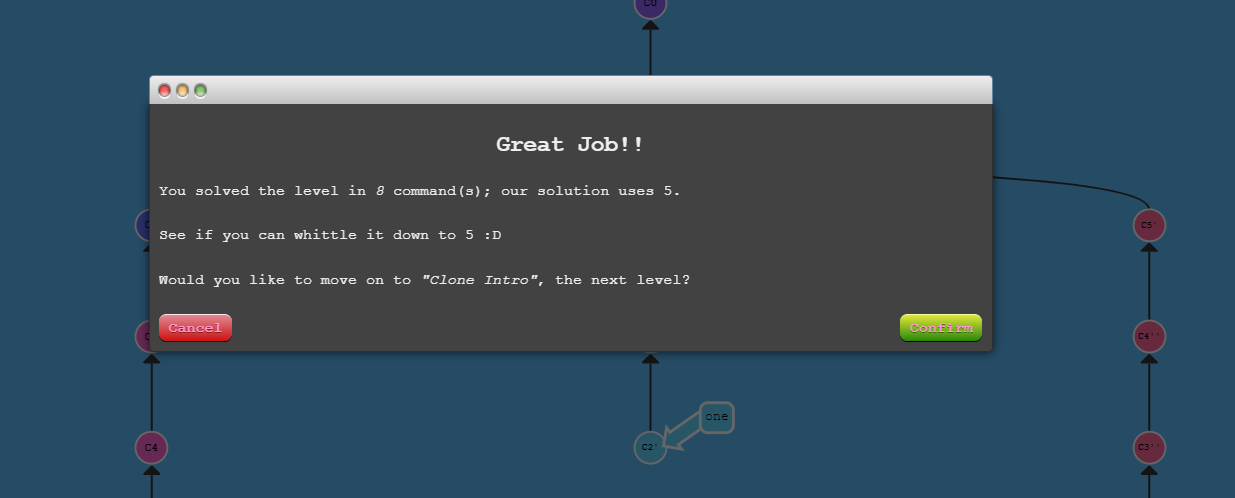 C0
Great Job!!
You solved the level in 8 command(s); our solution uses 5.
See if you can whittle it down to 5 :D
Would you like to move on to "Clone Intro", the next level?
Cancel
Confirm
C5'
C4''
one
C4
C2'
C3''